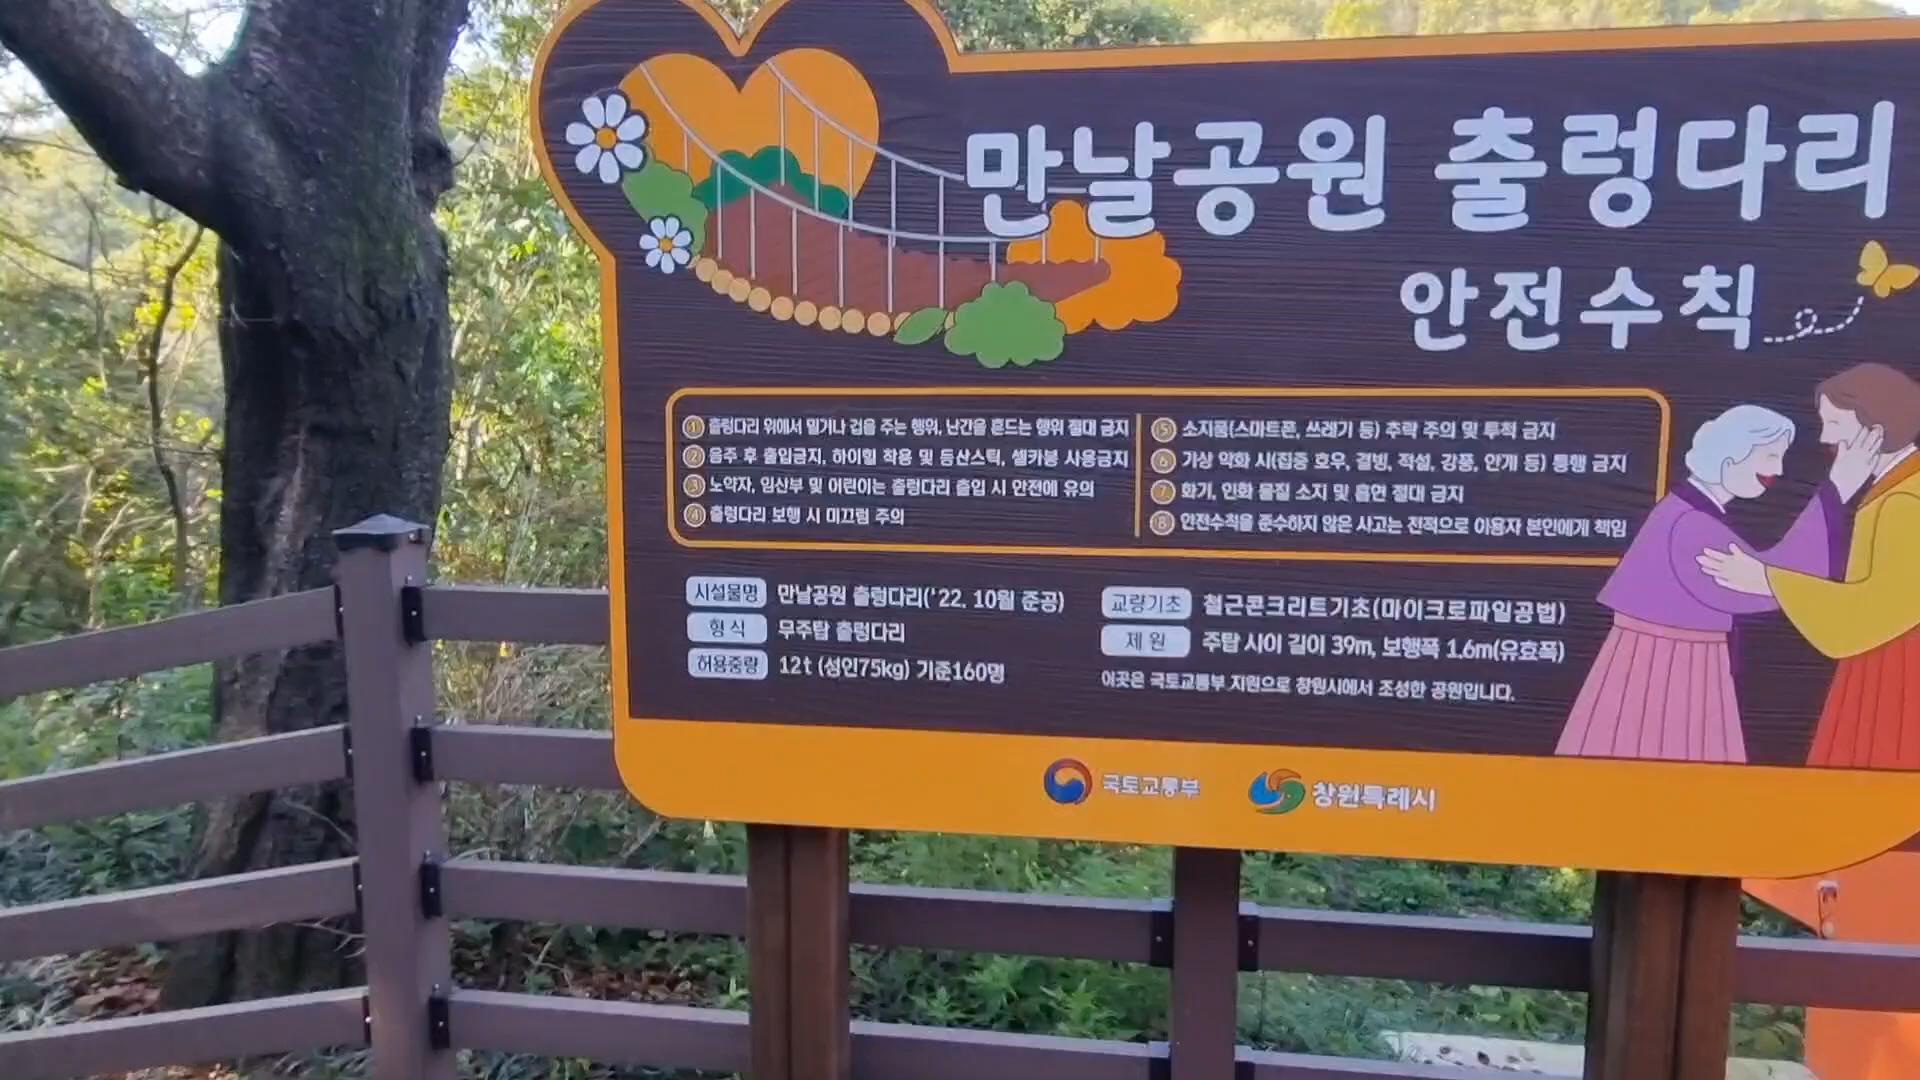 만날공원 출렁다리
안전수칙
① 출렁다리 위에서 밀거나 겁을 주는 행위, 난간을 흔드는 행위 절대 금지
② 음주 후 출입금지, 하이힐 착용 및 등산스틱, 셀카봉 사용금지
③ 노약자, 임산부 및 어린이는 출렁다리 출입 시 안전에 유의
④ 출렁다리 보행 시 미끄럼 주의
⑤ 소지품(스마트폰, 쓰레기 등) 추락 주의 및 투척 금지
⑥ 기상 악화 시(집중 호우, 결빙, 적설, 강풍, 안개 등) 통행 금지
⑦ 화기, 인화 물질 소지 및 흡연 절대 금지
⑧ 안전수칙을 준수하지 않은 사고는 전적으로 이용자 본인에게 책임
시설물명 만날공원 출렁다리('22. 10월 준공)
형 식 무주탑 출렁다리
허용중량 12t (성인75kg) 기준160명
교량기초 철근콘크리트기초(마이크로파일공법)
제 원 주탑 사이 길이 39m, 보행폭 1.6m(유효폭)
이곳은 국토교통부 지원으로 창원시에서 조성한 공원입니다.
국토교통부 창원특례시